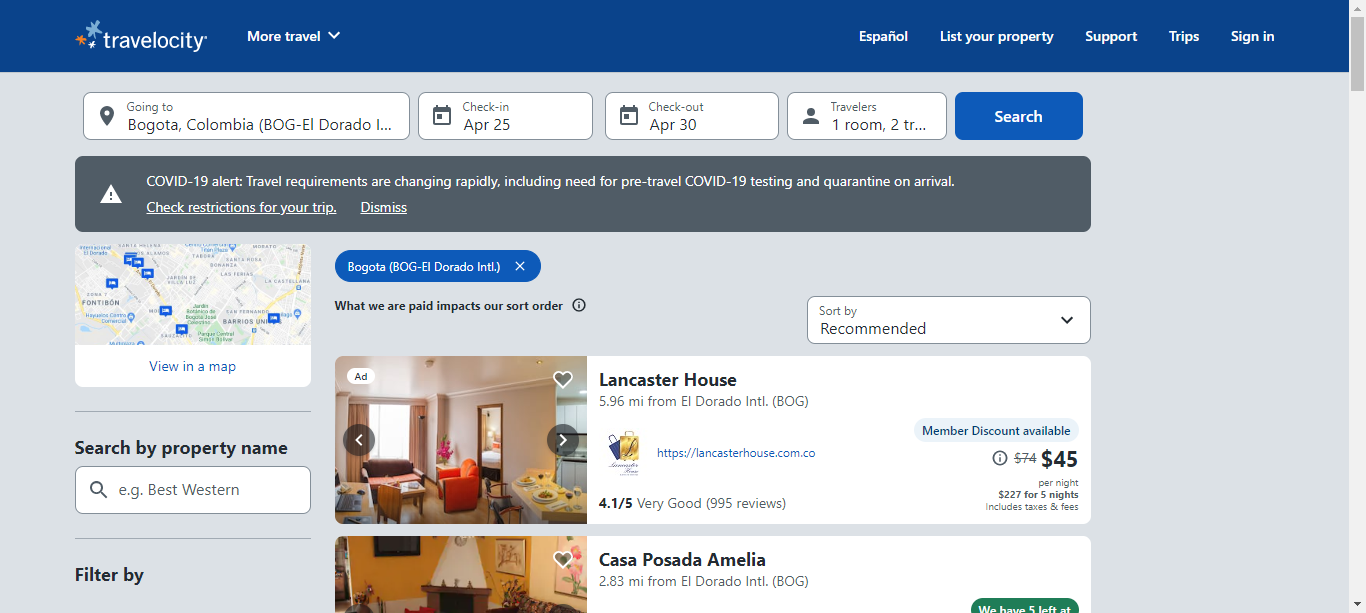 travelocity
More travel
Español
List your property
Support
Trips
Sign in
Going to
Bogota, Colombia (BOG-El Dorado I...
Check-in
Apr 25
Check-out
Apr 30
Travelers
1 room, 2 tr...
Search
COVID-19 alert: Travel requirements are changing rapidly, including need for pre-travel COVID-19 testing and quarantine on arrival.
Check restrictions for your trip.
Dismiss
FONTIBÓN
BARRIOS UN
View in a map
Bogota (BOG-El Dorado Intl.)
What we are paid impacts our sort order
Sort by
Recommended
Search by property name
e.g. Best Western
Filter by
Ad
Lancaster House
5.96 mi from El Dorado Intl. (BOG)
Lancaster
House
https://lancasterhouse.com.co
4.1/5 Very Good (995 reviews)
Member Discount available
$74 $45
per night
$227 for 5 nights
Includes taxes & fees
Casa Posada Amelia
2.83 mi from El Dorado Intl. (BOG)
We have 5 left at